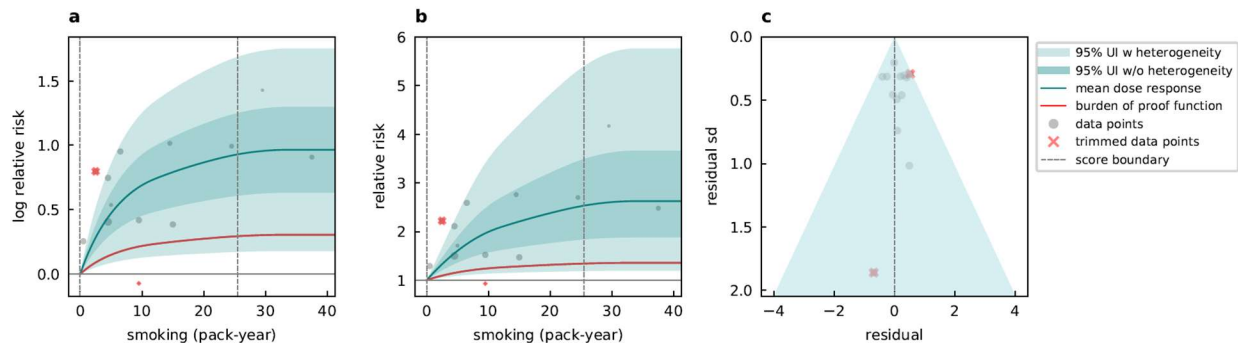 a
log relative risk
1.5
1.0
0.5
0.0
0 10 20 30 40
smoking (pack-year)
b
relative risk
6
5
4
3
2
1
0 10 20 30 40
smoking (pack-year)
c
residual sd
0.0
0.5
1.0
1.5
2.0
−4 −2 0 2 4
residual
95% UI w heterogeneity
95% UI w/o heterogeneity
mean dose response
burden of proof function
data points
trimmed data points
score boundary